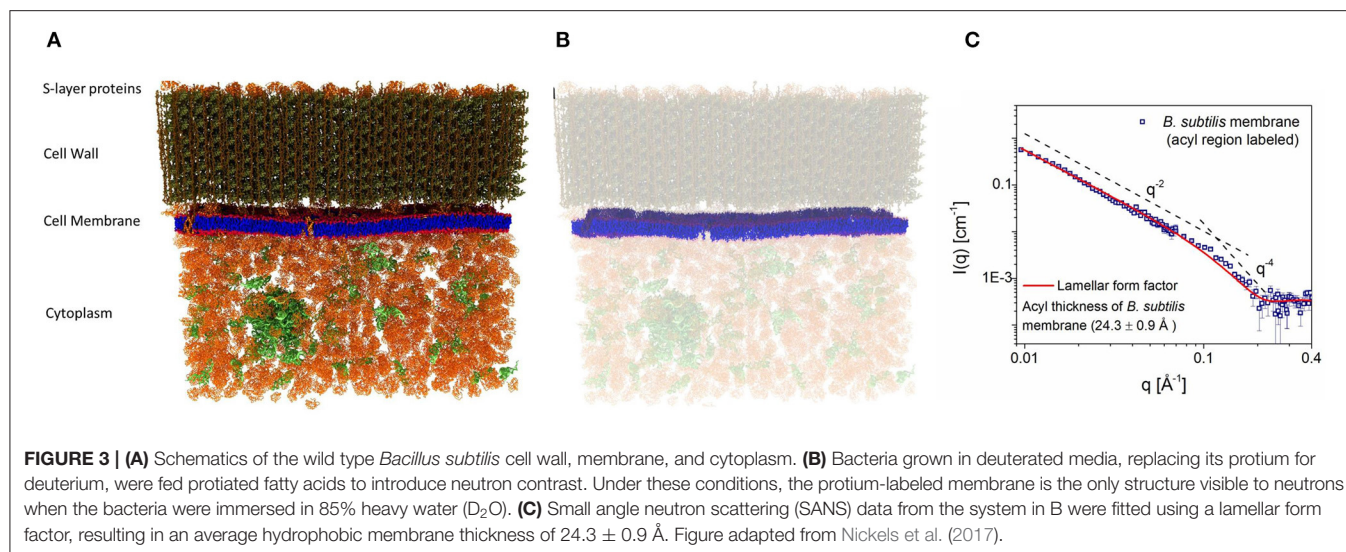 A
B
C
S-layer proteins
Cell Wall
Cell Membrane
Cytoplasm
I(q) [cm⁻¹]
0.1
1E-3
B. subtilis membrane
(acyl region labeled)
q⁻²
q⁻⁴
Lamellar form factor
Acyl thickness of B. subtilis
membrane (24.3 ± 0.9 Å )
0.01
0.1
0.4
q [Å⁻¹]
FIGURE 3 | (A) Schematics of the wild type Bacillus subtilis cell wall, membrane, and cytoplasm. (B) Bacteria grown in deuterated media, replacing its protium for
deuterium, were fed protiated fatty acids to introduce neutron contrast. Under these conditions, the protium-labeled membrane is the only structure visible to neutrons
when the bacteria were immersed in 85% heavy water (D₂O). (C) Small angle neutron scattering (SANS) data from the system in B were fitted using a lamellar form
factor, resulting in an average hydrophobic membrane thickness of 24.3 ± 0.9 Å. Figure adapted from Nickels et al. (2017).